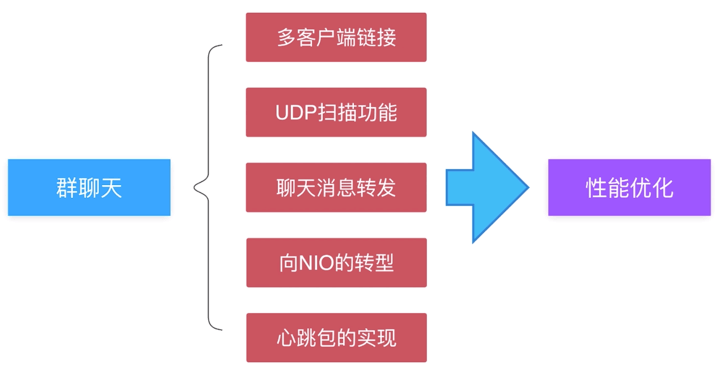 群聊天
多客户端链接
UDP扫描功能
聊天消息转发
向NIO的转型
心跳包的实现
性能优化